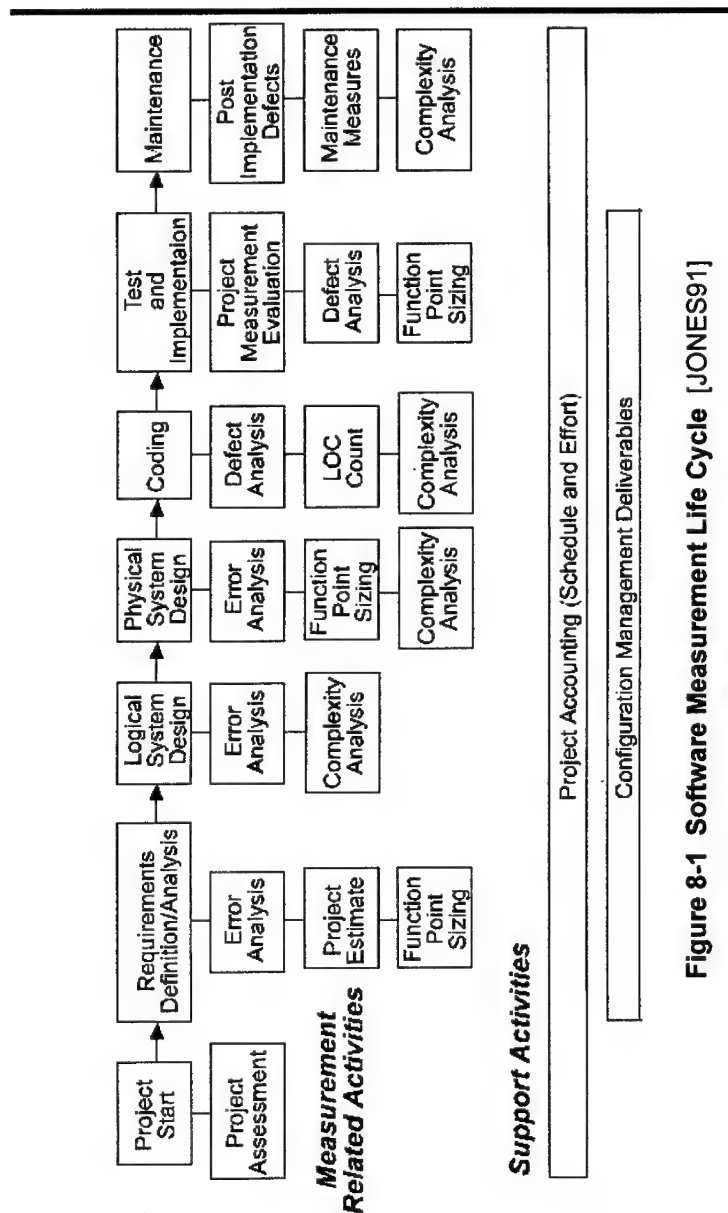 Project
Start
Requirements
Definition/Analysis
Logical
System
Design
Physical
System
Design
Coding
Test
and
Implementaion
Maintenance
Project
Assessment
Error
Analysis
Error
Analysis
Error
Analysis
Defect
Analysis
Project
Measurement
Evaluation
Post
Implementation
Defects
Measurement
Related Activities
Project
Estimate
Complexity
Analysis
Function
Point
Sizing
LOC
Count
Defect
Analysis
Maintenance
Measures
Function
Point
Sizing
Complexity
Analysis
Complexity
Analysis
Function
Point
Sizing
Complexity
Analysis
Support Activities
Project Accounting (Schedule and Effort)
Configuration Management Deliverables
Figure 8-1 Software Measurement Life Cycle [JONES91]